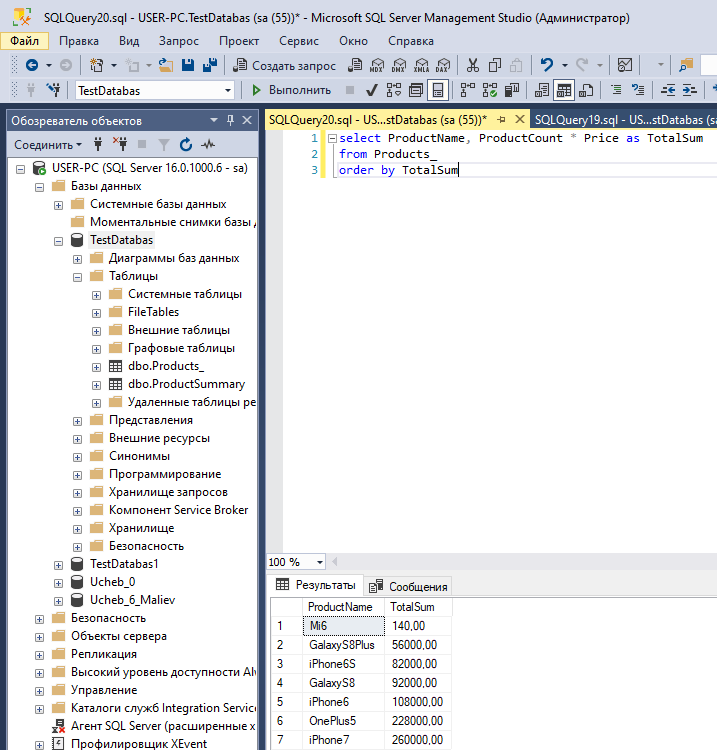 SQLQuery20.sql - USER-PC.TestDatabas (sa (55))* - Microsoft SQL Server Management Studio (Администратор)
Файл Правка Вид Запрос Проект Сервис Окно Справка
Создать запрос MDX DMX XMLA DAX
TestDatabas Выполнить
Обозреватель объектов
Соединить
USER-PC (SQL Server 16.0.1000.6 - sa)
Базы данных
Системные базы данных
Моментальные снимки базы
TestDatabas
Диаграммы баз данных
Таблицы
Системные таблицы
FileTables
Внешние таблицы
Графовые таблицы
dbo.Products_
dbo.ProductSummary
Удаленные таблицы ре
Представления
Внешние ресурсы
Синонимы
Программирование
Хранилище запросов
Компонент Service Broker
Хранилище
Безопасность
TestDatabas1
Ucheb_0
Ucheb_6_Maliev
Безопасность
Объекты сервера
Репликация
Высокий уровень доступности
Управление
Каталоги служб Integration Service
Агент SQL Server (расширенные
Профилировщик XEvent
SQLQuery20.sql - US...stDatabas (sa (55))* SQLQuery19.sql - US...stDatabas (sa
1 select ProductName, ProductCount * Price as TotalSum
2 from Products_
3 order by TotalSum
100 %
Результаты Сообщения
ProductName TotalSum
1 Mi6 140,00
2 GalaxyS8Plus 56000,00
3 iPhone6S 82000,00
4 GalaxyS8 92000,00
5 iPhone6 108000,00
6 OnePlus5 228000,00
7 iPhone7 260000,00